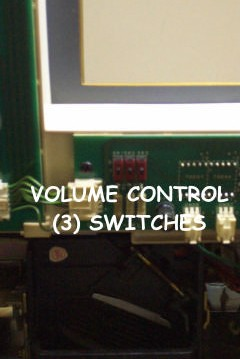 VOLUME CONTROL
(3) SWITCHES